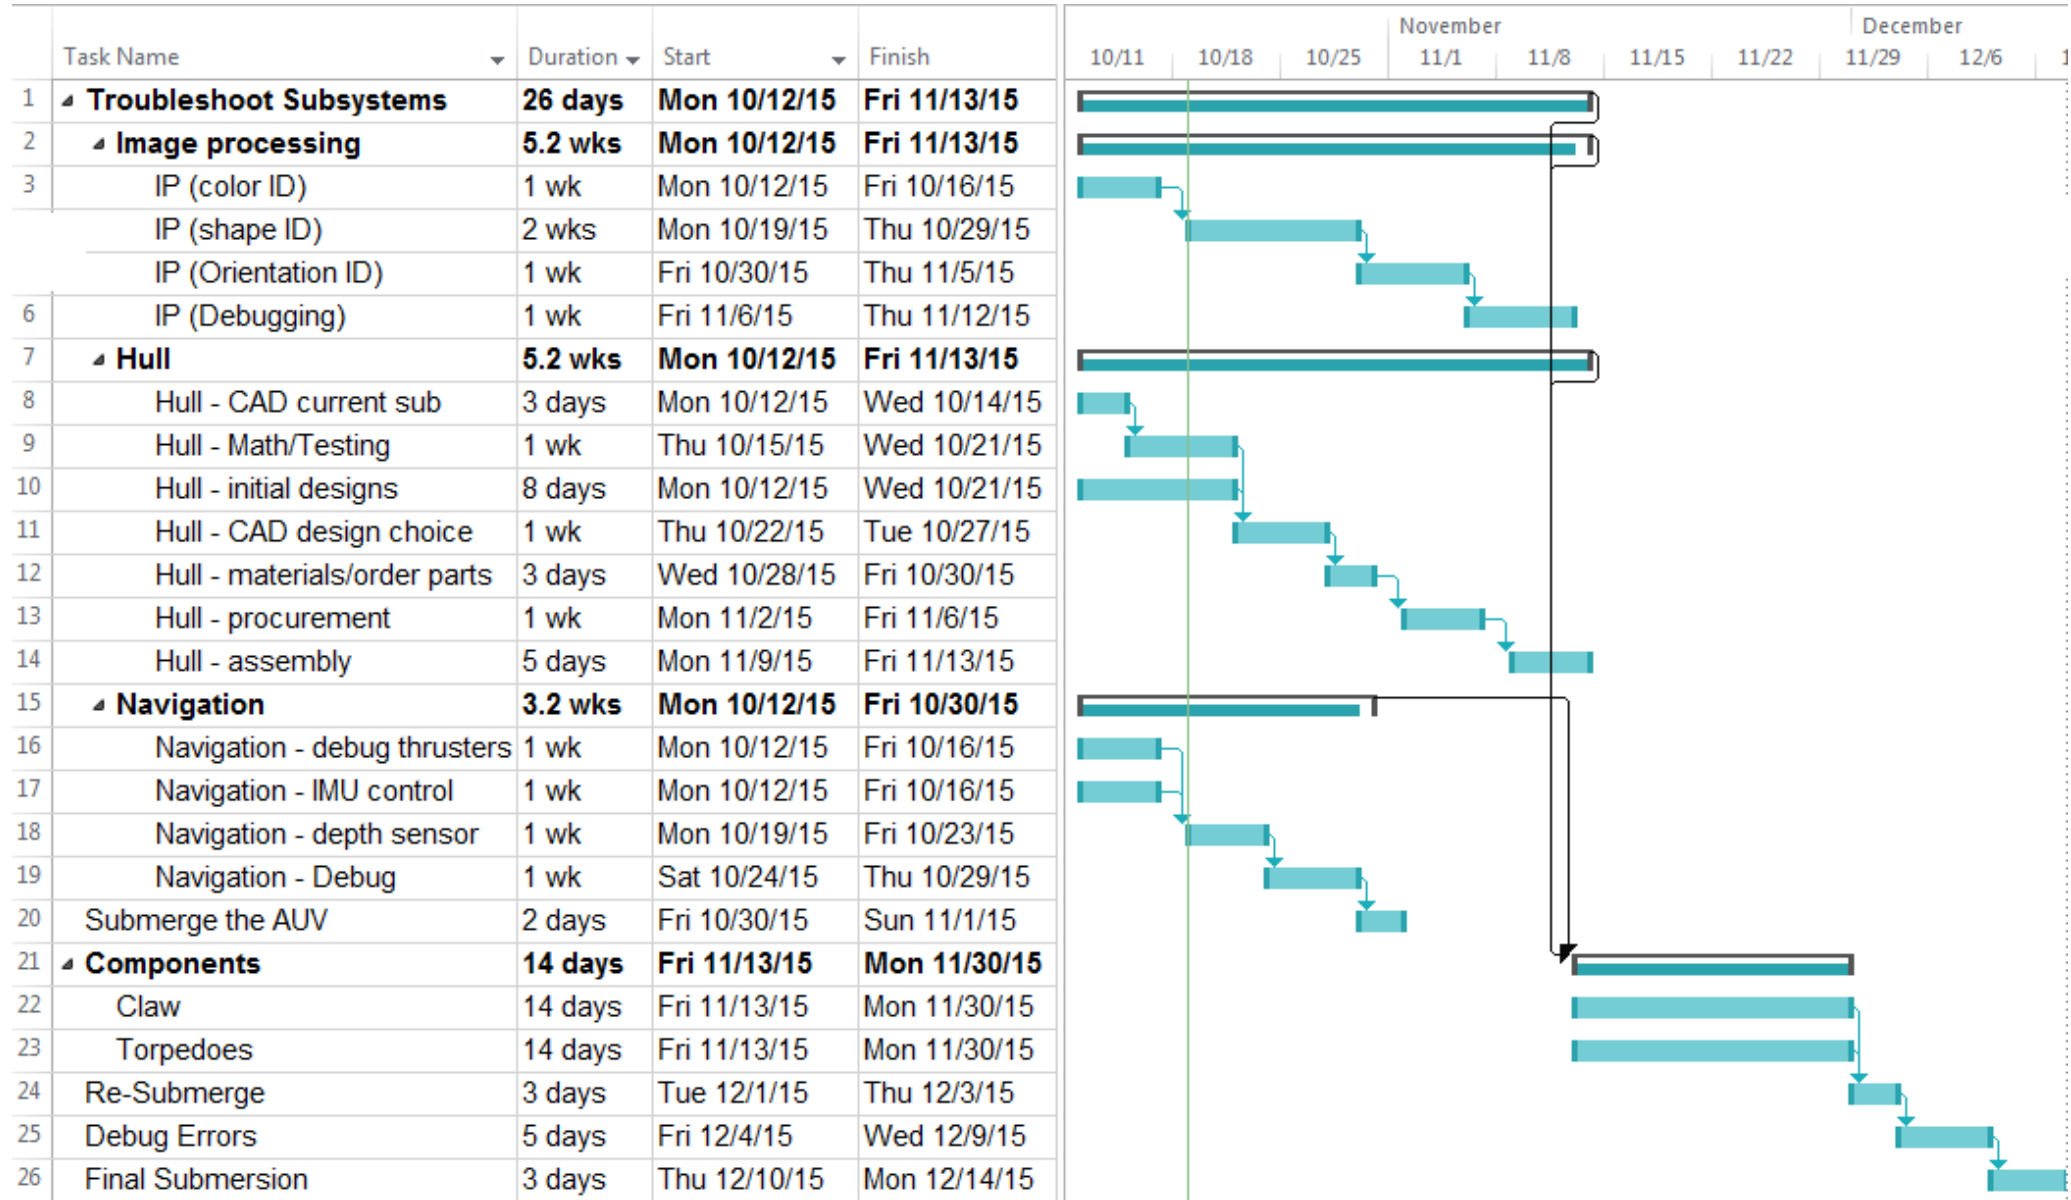 November December
Task Name Duration Start Finish 10/11 10/18 10/25 11/1 11/8 11/15 11/22 11/29 12/6 1
1 Troubleshoot Subsystems 26 days Mon 10/12/15 Fri 11/13/15
2 Image processing 5.2 wks Mon 10/12/15 Fri 11/13/15
3 IP (color ID) 1 wk Mon 10/12/15 Fri 10/16/15
IP (shape ID) 2 wks Mon 10/19/15 Thu 10/29/15
IP (Orientation ID) 1 wk Fri 10/30/15 Thu 11/5/15
6 IP (Debugging) 1 wk Fri 11/6/15 Thu 11/12/15
7 Hull 5.2 wks Mon 10/12/15 Fri 11/13/15
8 Hull - CAD current sub 3 days Mon 10/12/15 Wed 10/14/15
9 Hull - Math/Testing 1 wk Thu 10/15/15 Wed 10/21/15
10 Hull - initial designs 8 days Mon 10/12/15 Wed 10/21/15
11 Hull - CAD design choice 1 wk Thu 10/22/15 Tue 10/27/15
12 Hull - materials/order parts 3 days Wed 10/28/15 Fri 10/30/15
13 Hull - procurement 1 wk Mon 11/2/15 Fri 11/6/15
14 Hull - assembly 5 days Mon 11/9/15 Fri 11/13/15
15 Navigation 3.2 wks Mon 10/12/15 Fri 10/30/15
16 Navigation - debug thrusters 1 wk Mon 10/12/15 Fri 10/16/15
17 Navigation - IMU control 1 wk Mon 10/12/15 Fri 10/16/15
18 Navigation - depth sensor 1 wk Mon 10/19/15 Fri 10/23/15
19 Navigation - Debug 1 wk Sat 10/24/15 Thu 10/29/15
20 Submerge the AUV 2 days Fri 10/30/15 Sun 11/1/15
21 Components 14 days Fri 11/13/15 Mon 11/30/15
22 Claw 14 days Fri 11/13/15 Mon 11/30/15
23 Torpedoes 14 days Fri 11/13/15 Mon 11/30/15
24 Re-Submerge 3 days Tue 12/1/15 Thu 12/3/15
25 Debug Errors 5 days Fri 12/4/15 Wed 12/9/15
26 Final Submersion 3 days Thu 12/10/15 Mon 12/14/15